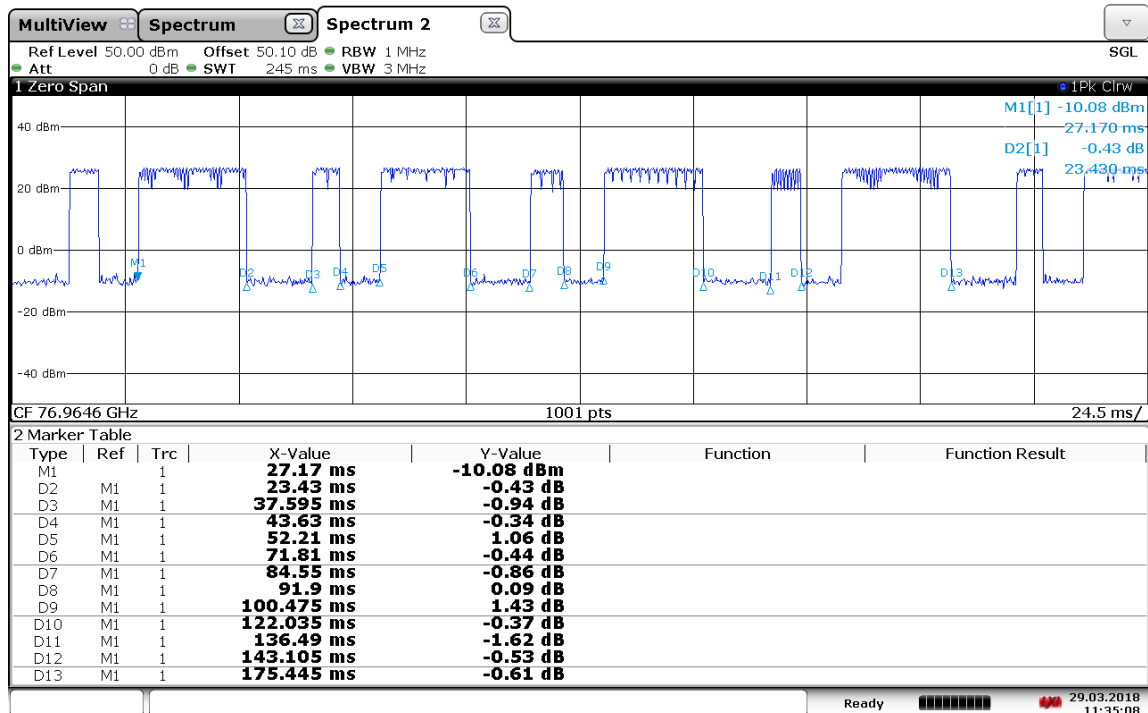 MultiView Spectrum Spectrum 2
Ref Level 50.00 dBm Offset 50.10 dB RBW 1 MHz SGL
Att 0 dB SWT 245 ms VBW 3 MHz
1 Zero Span 1Pk Clrw
M1[1] -10.08 dBm
27.170 ms
D2[1] -0.43 dB
23.430 ms
40 dBm
20 dBm
0 dBm
M1 D2 D3 D4 D5 D6 D7 D8 D9 D10 D11 D12 D13
-20 dBm
-40 dBm
CF 76.9646 GHz 1001 pts 24.5 ms/
2 Marker Table
Type Ref Trc X-Value Y-Value Function Function Result
M1 1 27.17 ms -10.08 dBm
D2 M1 1 23.43 ms -0.43 dB
D3 M1 1 37.595 ms -0.94 dB
D4 M1 1 43.63 ms -0.34 dB
D5 M1 1 52.21 ms 1.06 dB
D6 M1 1 71.81 ms -0.44 dB
D7 M1 1 84.55 ms -0.86 dB
D8 M1 1 91.9 ms 0.09 dB
D9 M1 1 100.475 ms 1.43 dB
D10 M1 1 122.035 ms -0.37 dB
D11 M1 1 136.49 ms -1.62 dB
D12 M1 1 143.105 ms -0.53 dB
D13 M1 1 175.445 ms -0.61 dB
Ready 29.03.2018
11:35:08